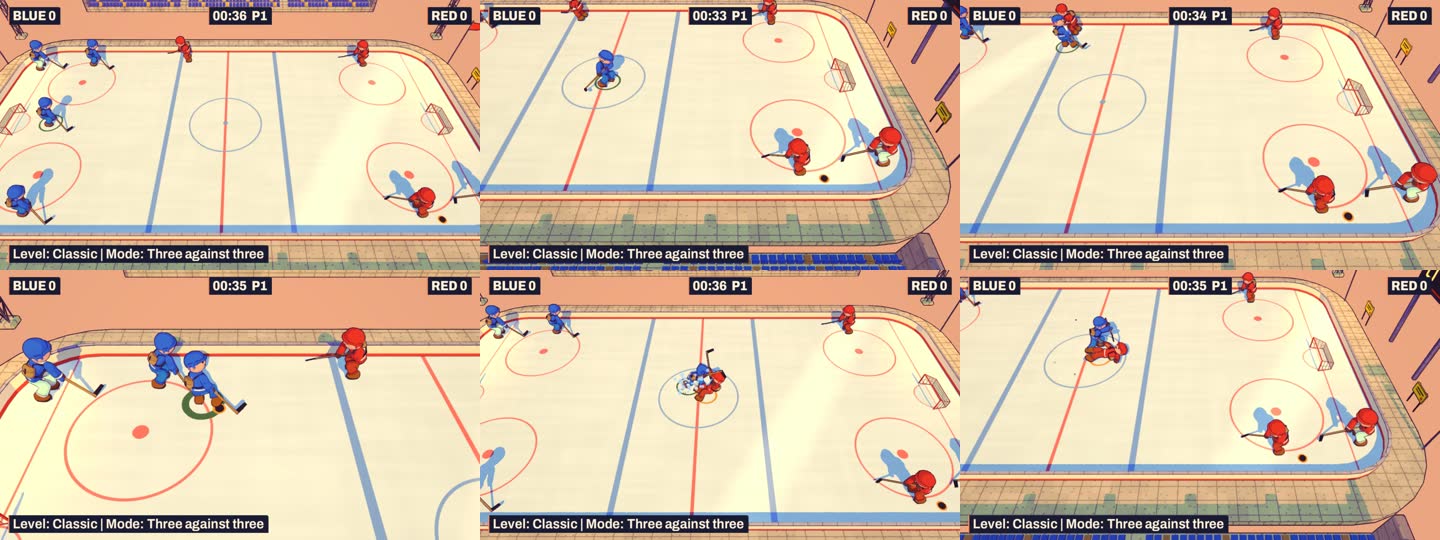 BLUE 0 00:36 P1 RED 0
Level: Classic | Mode: Three against three
BLUE 0 00:33 P1 RED 0
Level: Classic | Mode: Three against three
BLUE 0 00:34 P1 RED 0
Level: Classic | Mode: Three against three
BLUE 0 00:35 P1 RED 0
Level: Classic | Mode: Three against three
BLUE 0 00:36 P1 RED 0
Level: Classic | Mode: Three against three
BLUE 0 00:35 P1 RED 0
Level: Classic | Mode: Three against three